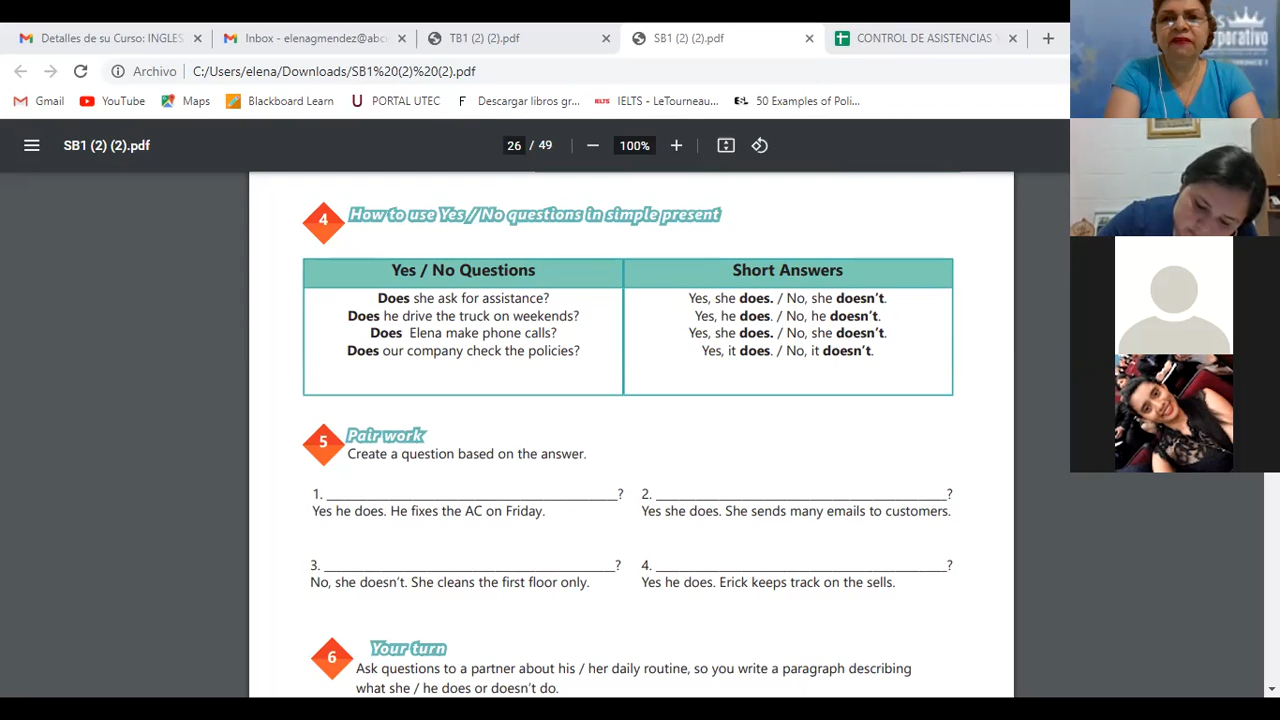 Detalles de su Curso: INGLES
Inbox - elenagmendez@abc
TB1 (2) (2).pdf
SB1 (2) (2).pdf
CONTROL DE ASISTENCIAS Y
Archivo
C:/Users/elena/Downloads/SB1%20(2)%20(2).pdf
Gmail
YouTube
Maps
Blackboard Learn
PORTAL UTEC
Descargar libros gr...
IELTS - LeTourneau...
50 Examples of Poli...
SB1 (2) (2).pdf
26 / 49
100%
4
How to use Yes / No questions in simple present
Yes / No Questions
Short Answers
Does she ask for assistance?
Yes, she does. / No, she doesn't.
Does he drive the truck on weekends?
Yes, he does. / No, he doesn't.
Does Elena make phone calls?
Yes, she does. / No, she doesn't.
Does our company check the policies?
Yes, it does. / No, it doesn't.
5
Pair work
Create a question based on the answer.
1. ______________________________________?
2. ______________________________________?
Yes he does. He fixes the AC on Friday.
Yes she does. She sends many emails to customers.
3. ______________________________________?
4. ______________________________________?
No, she doesn't. She cleans the first floor only.
Yes he does. Erick keeps track on the sells.
6
Your turn
Ask questions to a partner about his / her daily routine, so you write a paragraph describing
what she / he does or doesn't do.